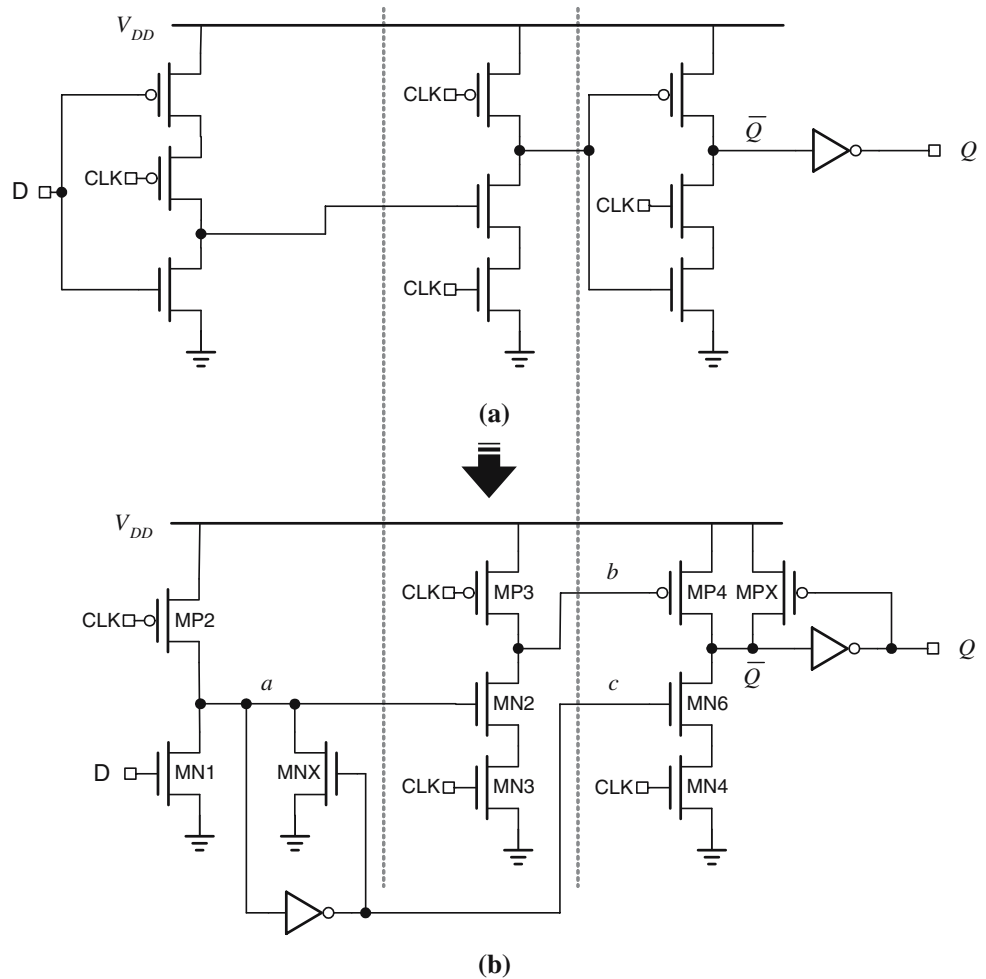 V_DD
CLK
Q̅
Q
D
CLK
CLK
CLK
(a)
V_DD
CLK
MP2
CLK
MP3
b
MP4
MPX
a
MN2
c
MN6
Q̅
Q
D
MN1
MNX
CLK
MN3
CLK
MN4
(b)